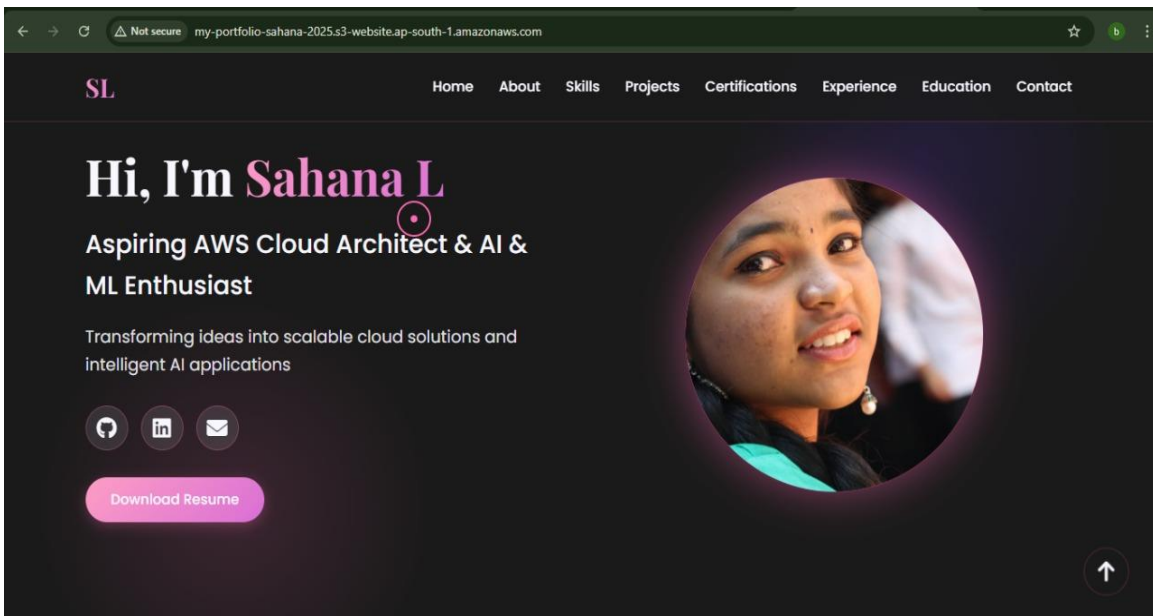 Not secure my-portfolio-sahana-2025.s3-website.ap-south-1.amazonaws.com
b
SL Home About Skills Projects Certifications Experience Education Contact
Hi, I'm Sahana L
Aspiring AWS Cloud Architect & AI &
ML Enthusiast
Transforming ideas into scalable cloud solutions and
intelligent AI applications
in
Download Resume